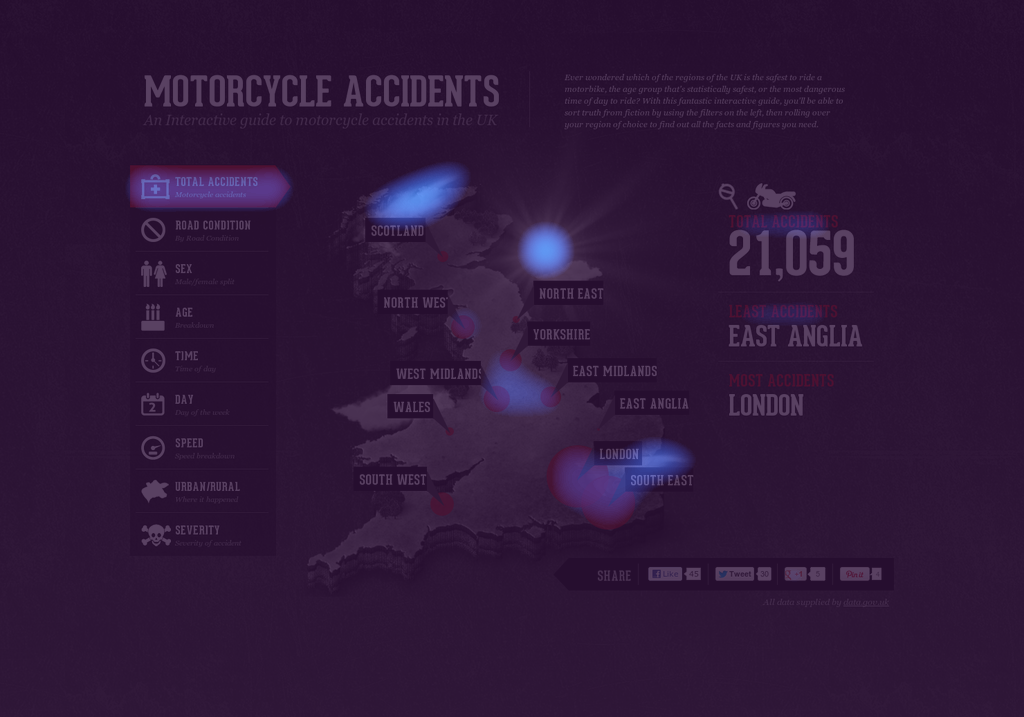 MOTORCYCLE ACCIDENTS
An Interactive guide to motorcycle accidents in the UK
Ever wondered which of the regions of the UK is the safest to ride a
motorbike, the age group that's statistically safest, or the most dangerous
time of day to ride? With this fantastic interactive guide, you'll be able to
sort truth from fiction by using the filters on the left, then rolling over
your region of choice to find out all the facts and figures you need.
TOTAL ACCIDENTS
Motorcycle accidents
ROAD CONDITION
By Road Condition
SEX
Male/female split
AGE
Breakdown
TIME
Time of day
DAY
Day of the week
2
SPEED
Speed breakdown
URBAN/RURAL
Where it happened
SEVERITY
Severity of accident
SCOTLAND
NORTH EAST
NORTH WES
YORKSHIRE
WEST MIDLANDS
EAST MIDLANDS
WALES
EAST ANGLIA
LONDON
SOUTH WEST
SOUTH EAST
TOTAL ACCIDENTS
21,059
LEAST ACCIDENTS
EAST ANGLIA
MOST ACCIDENTS
LONDON
SHARE
Like 45
Tweet 30
+1 5
Pin it
All data supplied by data.gov.uk